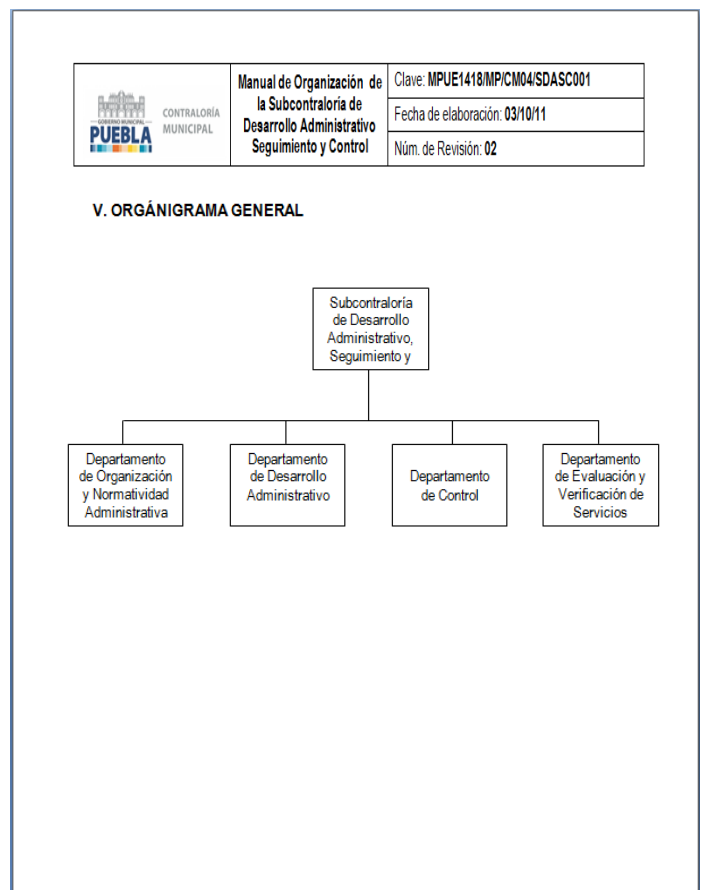 GOBIERNO MUNICIPAL
PUEBLA
CONTRALORÍA
MUNICIPAL
Manual de Organización de
la Subcontraloría de
Desarrollo Administrativo
Seguimiento y Control
Clave: MPUE1418/MP/CM04/SDASC001
Fecha de elaboración: 03/10/11
Núm. de Revisión: 02
V. ORGÁNIGRAMA GENERAL
Subcontraloría
de Desarrollo
Administrativo,
Seguimiento y
Departamento
de Organización
y Normatividad
Administrativa
Departamento
de Desarrollo
Administrativo
Departamento
de Control
Departamento
de Evaluación y
Verificación de
Servicios